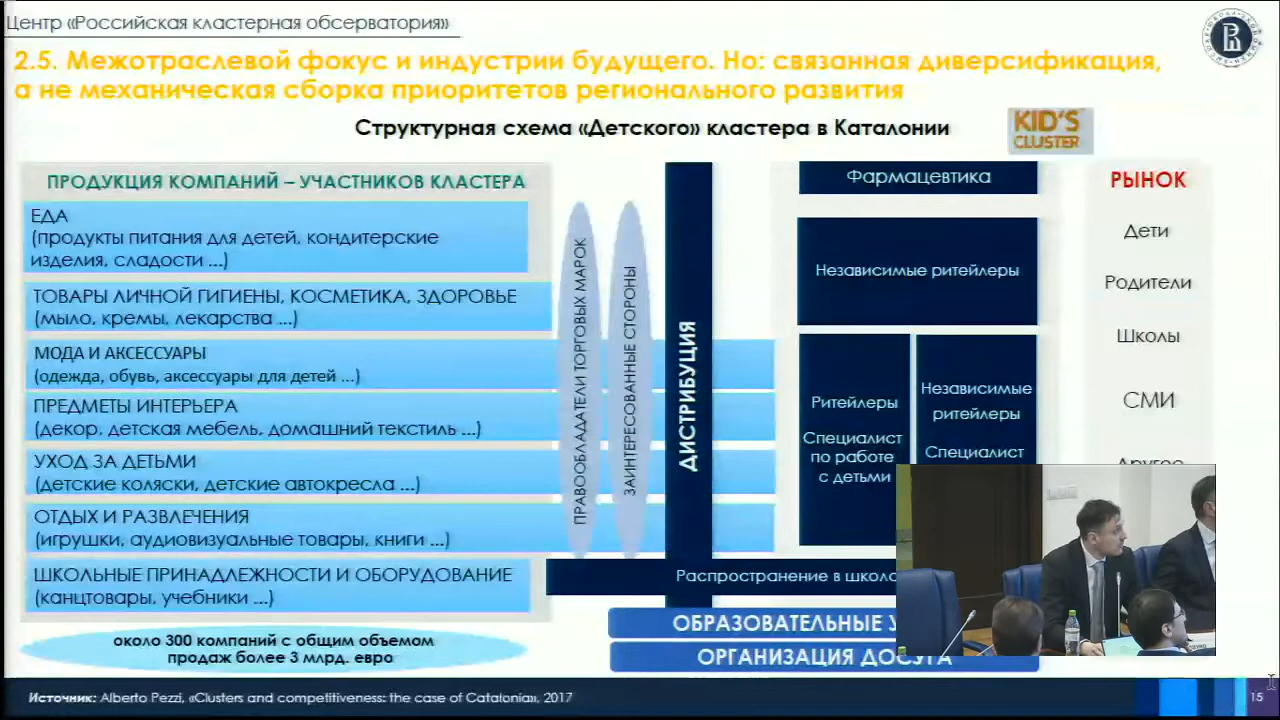 Центр «Российская кластерная обсерватория»
2.5. Межотраслевой фокус и индустрии будущего. Но: связанная диверсификация,
а не механическая сборка приоритетов регионального развития
Структурная схема «Детского» кластера в Каталонии
KID'S
CLUSTER
ПРОДУКЦИЯ КОМПАНИЙ – УЧАСТНИКОВ КЛАСТЕРА
ЕДА
(продукты питания для детей, кондитерские
изделия, сладости ...)
ТОВАРЫ ЛИЧНОЙ ГИГИЕНЫ, КОСМЕТИКА, ЗДОРОВЬЕ
(мыло, кремы, лекарства ...)
МОДА И АКСЕССУАРЫ
(одежда, обувь, аксессуары для детей ...)
ПРЕДМЕТЫ ИНТЕРЬЕРА
(декор, детская мебель, домашний текстиль ...)
УХОД ЗА ДЕТЬМИ
(детские коляски, детские автокресла ...)
ОТДЫХ И РАЗВЛЕЧЕНИЯ
(игрушки, аудиовизуальные товары, книги ...)
ШКОЛЬНЫЕ ПРИНАДЛЕЖНОСТИ И ОБОРУДОВАНИЕ
(канцтовары, учебники ...)
около 300 компаний с общим объемом
продаж более 3 млрд. евро
ПРАВООБЛАДАТЕЛИ ТОРГОВЫХ МАРОК
ЗАИНТЕРЕСОВАННЫЕ СТОРОНЫ
ДИСТРИБУЦИЯ
Фармацевтика
Независимые ритейлеры
Ритейлеры
Специалист
по работе
с детьми
Независимые
ритейлеры
Специалист
Распространение в школ
ОБРАЗОВАТЕЛЬНЫЕ У
ОРГАНИЗАЦИЯ ДОСУГА
РЫНОК
Дети
Родители
Школы
СМИ
Другое
Источник: Alberto Pezzi, «Clusters and competitiveness: the case of Catalonia», 2017
15